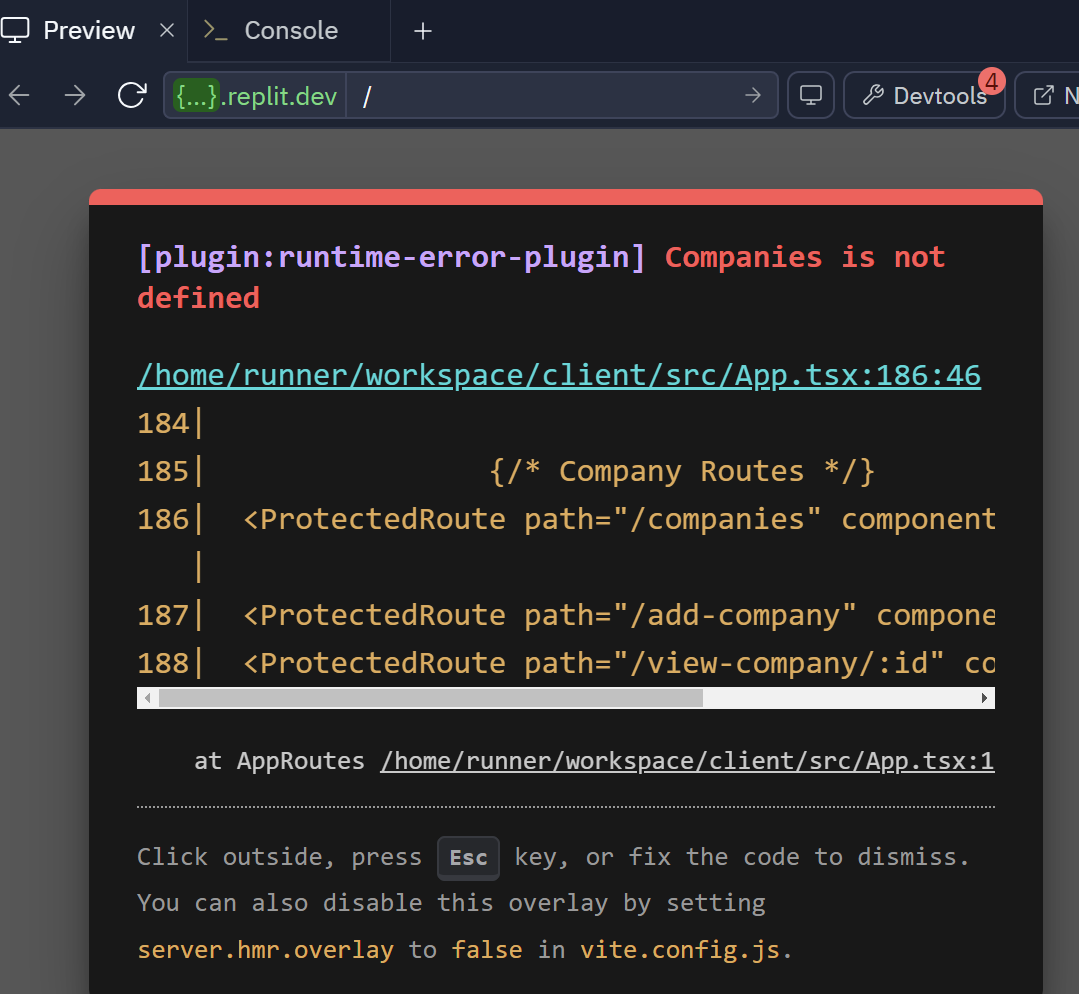 Preview × >_ Console +
{...}.replit.dev / Devtools 4 N
[plugin:runtime-error-plugin] Companies is not
defined
/home/runner/workspace/client/src/App.tsx:186:46
184|
185| {/* Company Routes */}
186| <ProtectedRoute path="/companies" component
|
187| <ProtectedRoute path="/add-company" compone
188| <ProtectedRoute path="/view-company/:id" co
at AppRoutes /home/runner/workspace/client/src/App.tsx:1
Click outside, press Esc key, or fix the code to dismiss.
You can also disable this overlay by setting
server.hmr.overlay to false in vite.config.js.